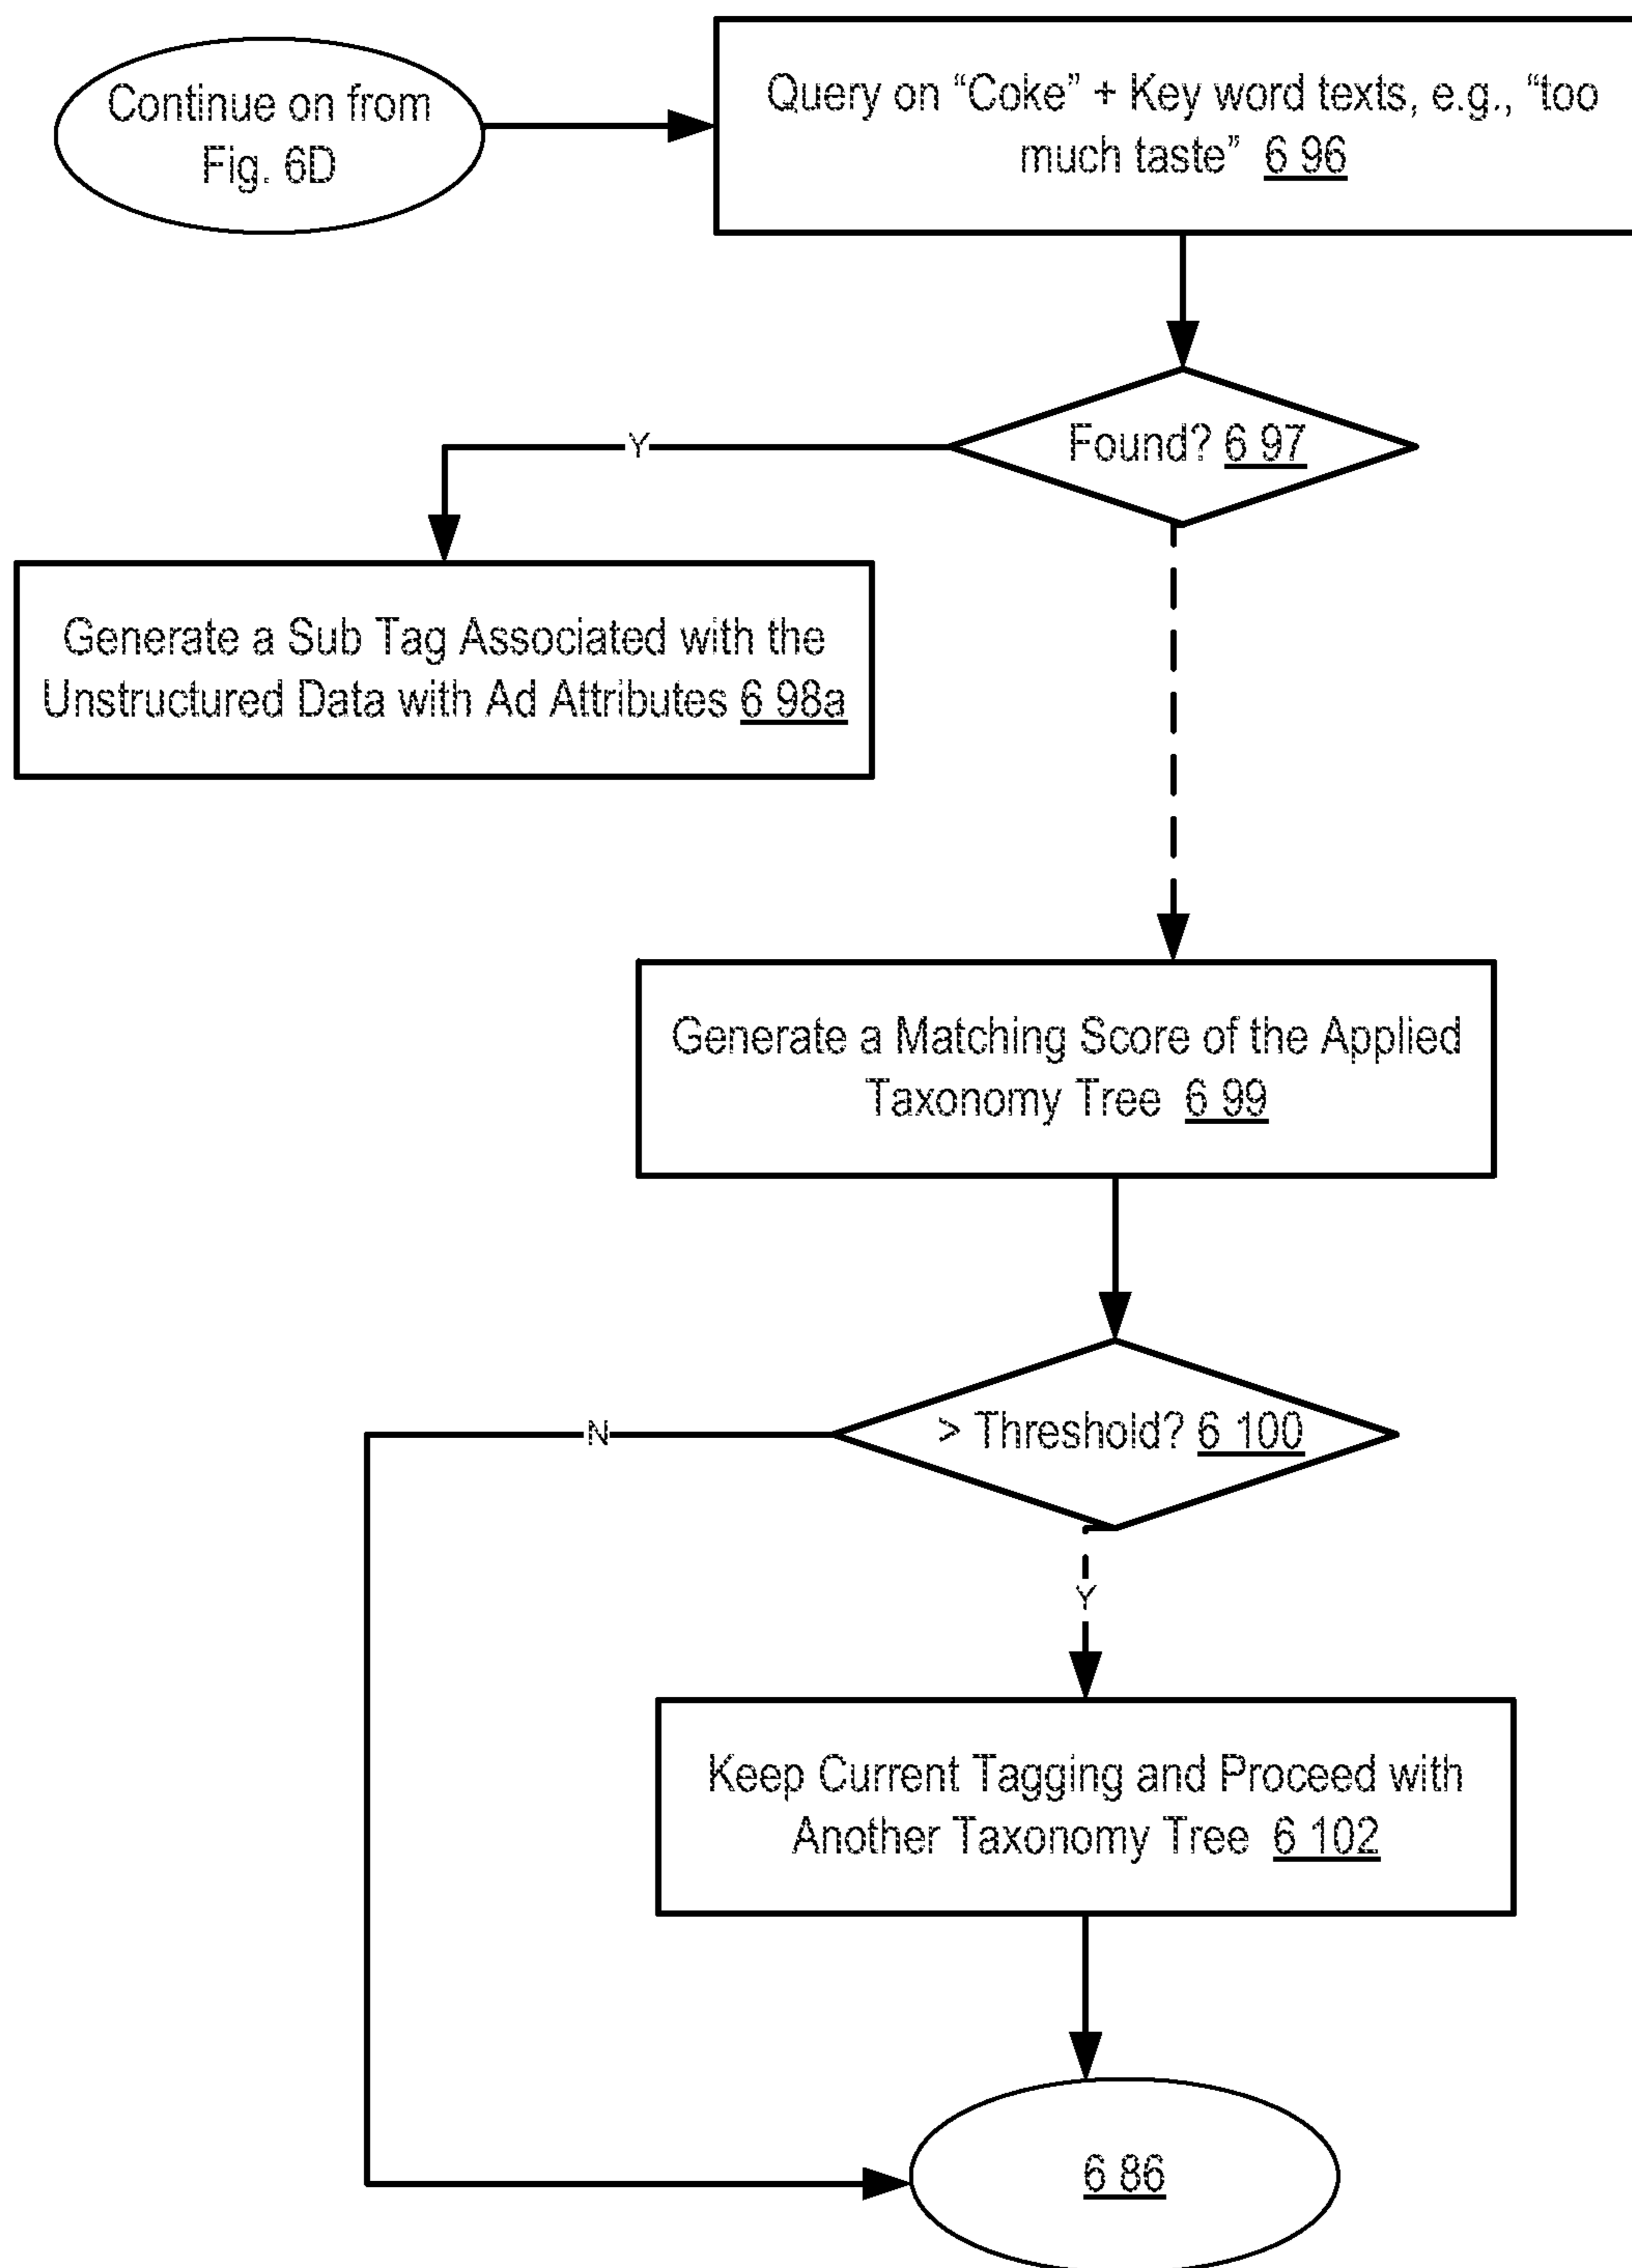 Continue on from
Fig. 6D
Query on “Coke” + Key word texts, e.g., “too
much taste” 6 96
Found? 6 97
Y
Generate a Sub Tag Associated with the
Unstructured Data with Ad Attributes 6 98a
Generate a Matching Score of the Applied
Taxonomy Tree 6 99
> Threshold? 6 100
N
Y
Keep Current Tagging and Proceed with
Another Taxonomy Tree 6 102
6 86